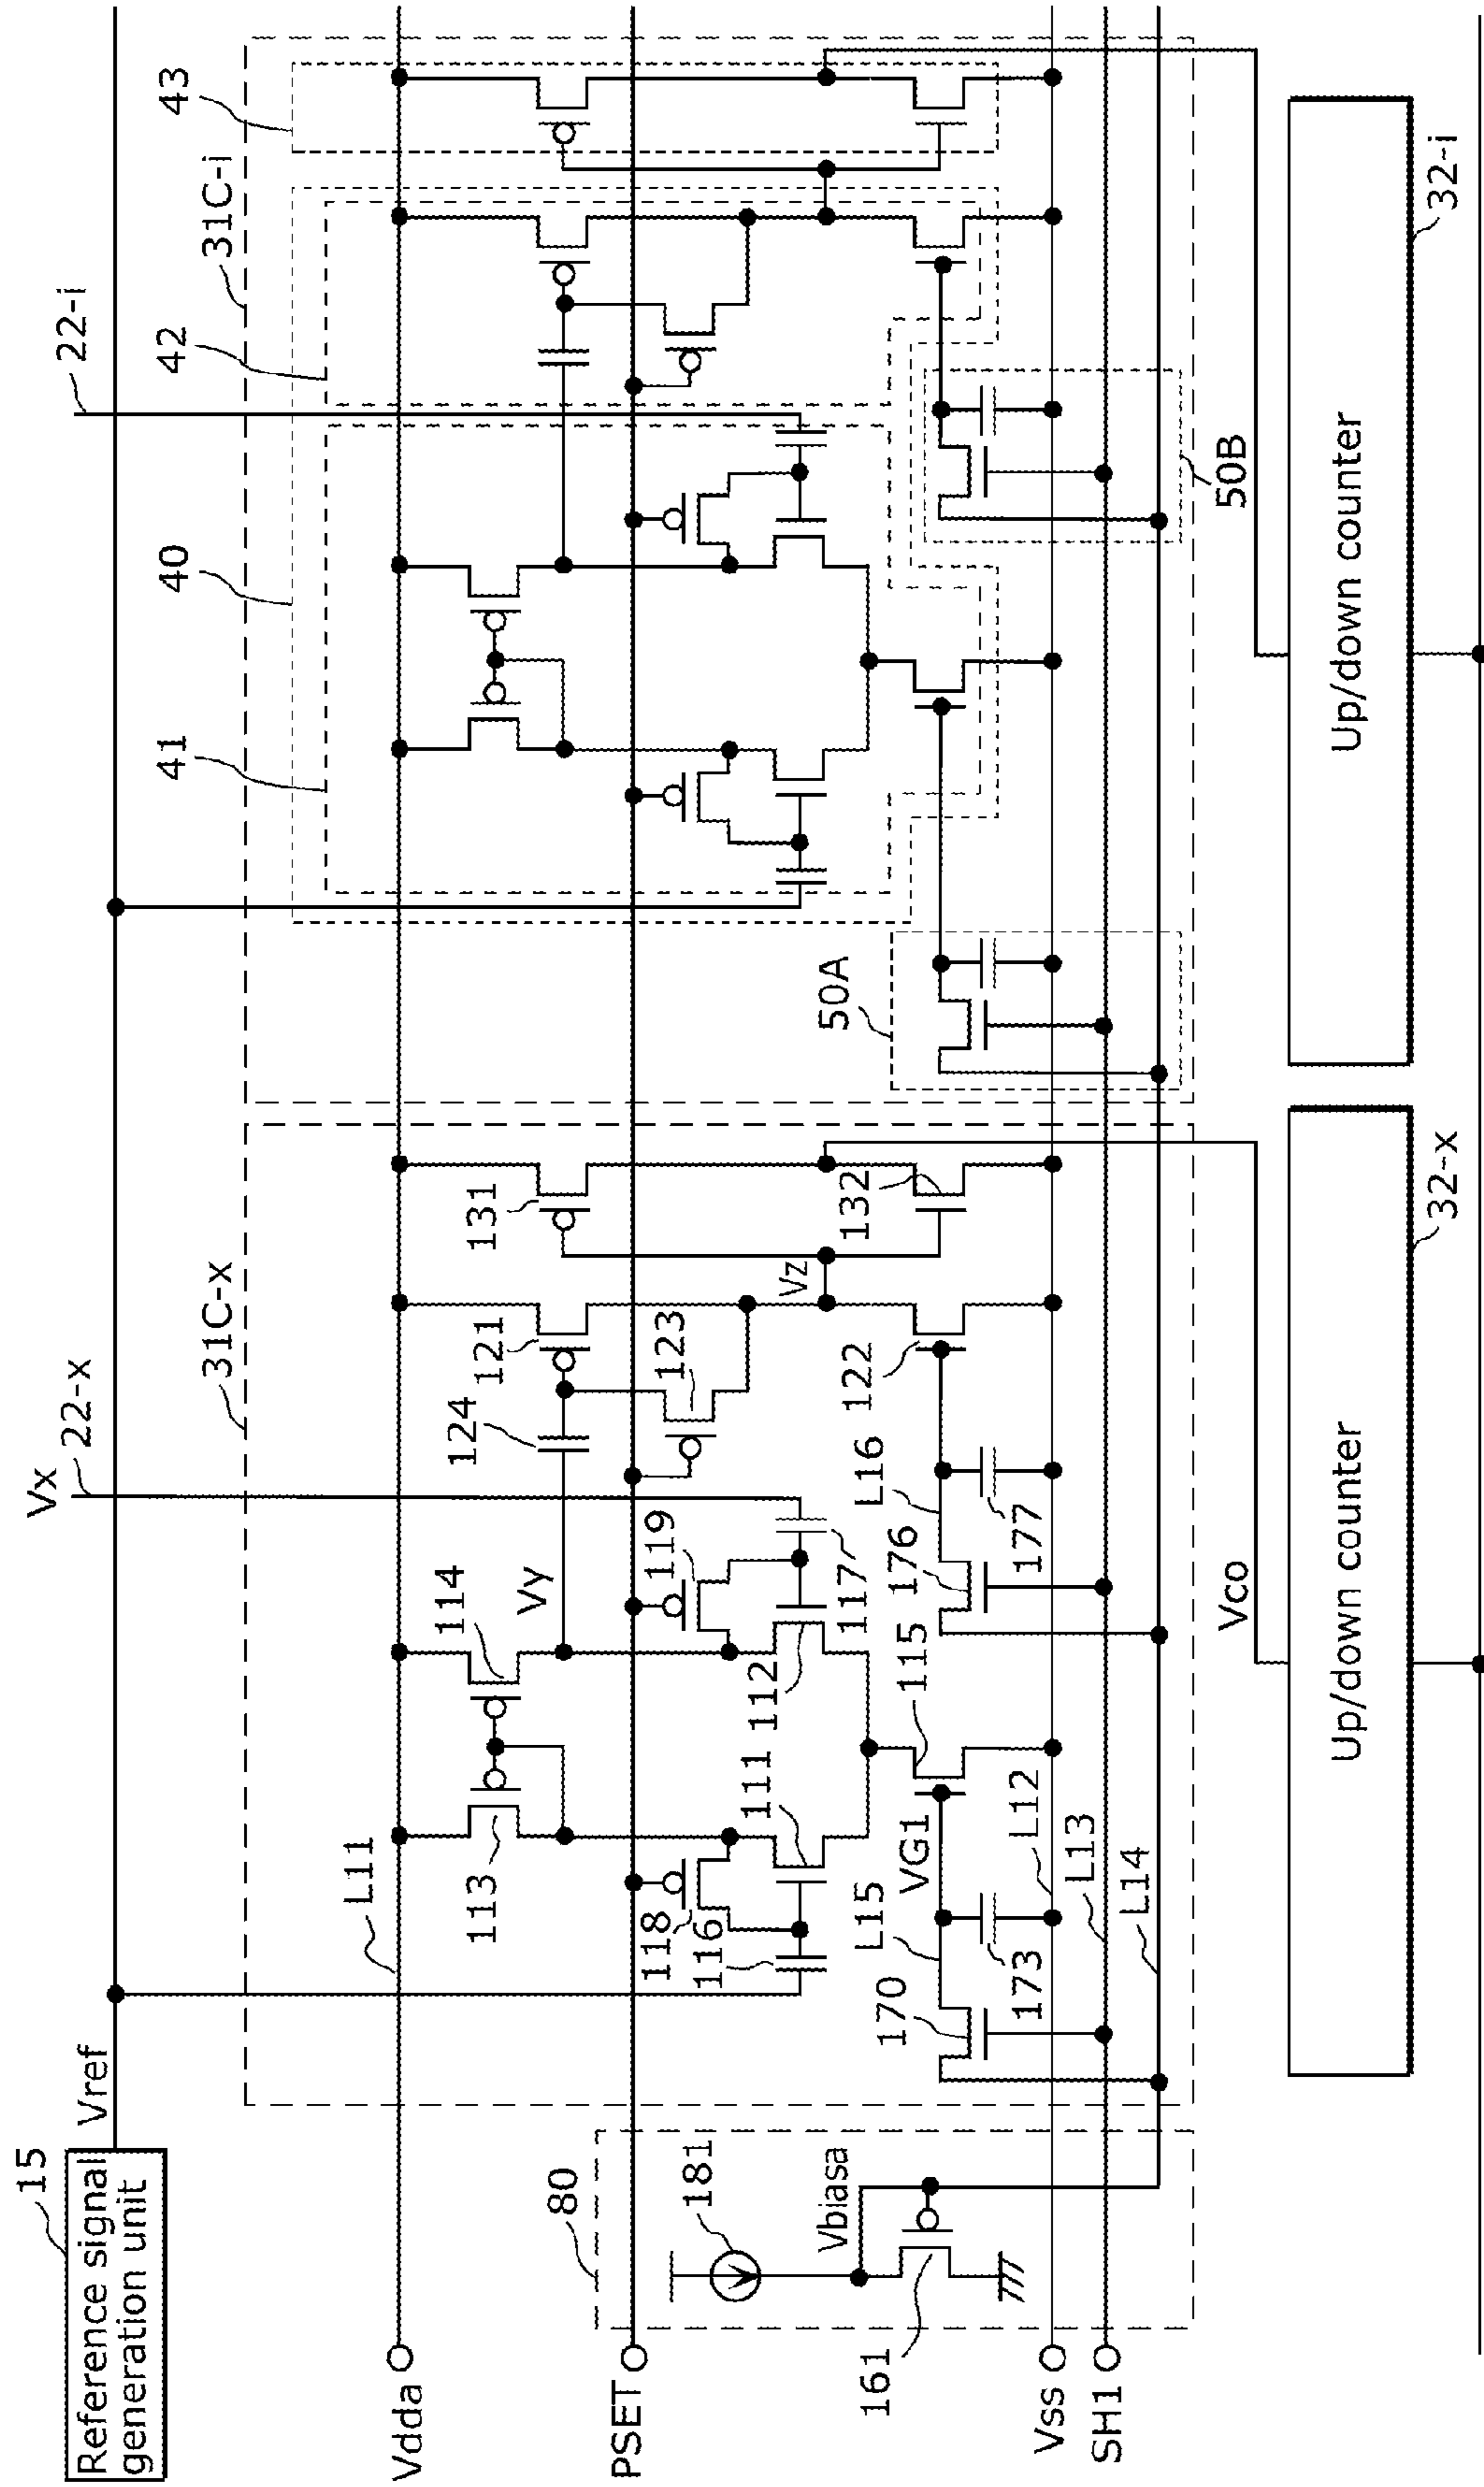 15
Reference signal
generation unit
Vref
Vx
22-x
22-i
31C-x
31C-i
41
40
42
43
Vdda
L11
113
114
Vy
124
121
131
PSET
118
116
119
111
112
117
123
Vz
80
181
Vbiasa
161
L15
VG1
170
173
115
L16
176
177
122
132
50A
50B
Vss
SH1
L12
L13
L14
Vco
Up/down counter
32-x
Up/down counter
32-i